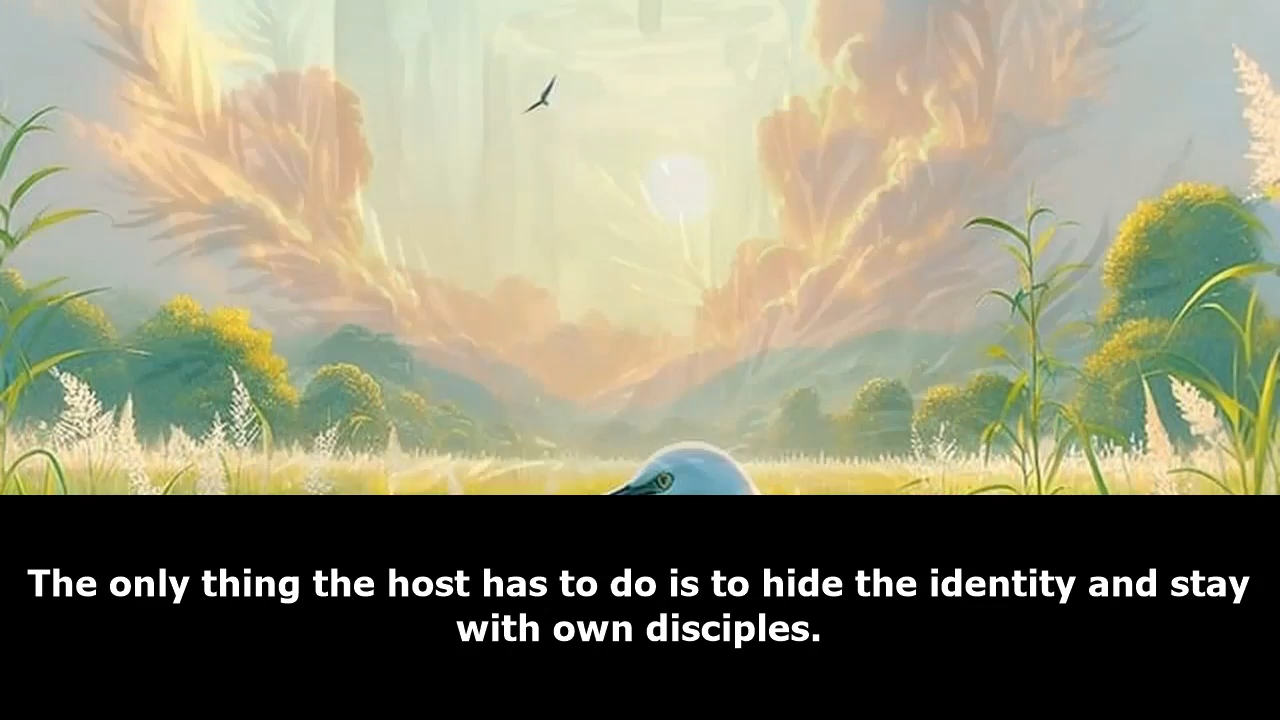 The only thing the host has to do is to hide the identity and stay
with own disciples.